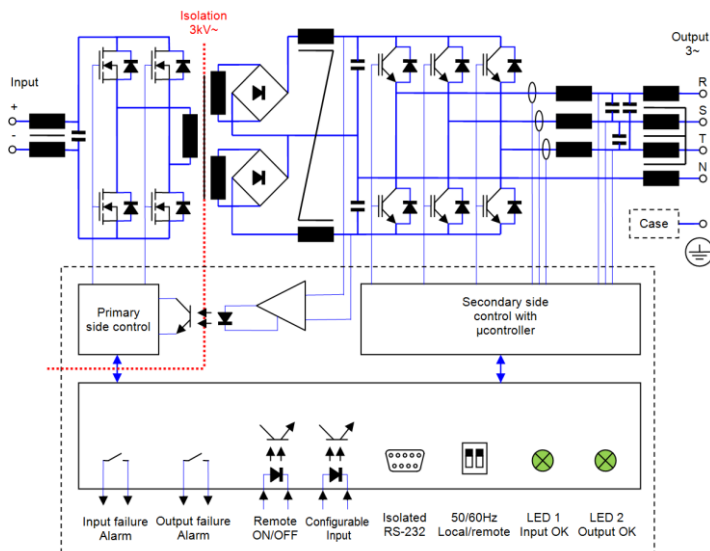 Isolation
3kV~
Output
3~
Input
+
-
R
S
T
N
Case
Primary
side control
Secondary side
control with
µcontroller
Input failure
Alarm
Output failure
Alarm
Remote
ON/OFF
Configurable
Input
Isolated
RS-232
50/60Hz
Local/remote
LED 1
Input OK
LED 2
Output OK